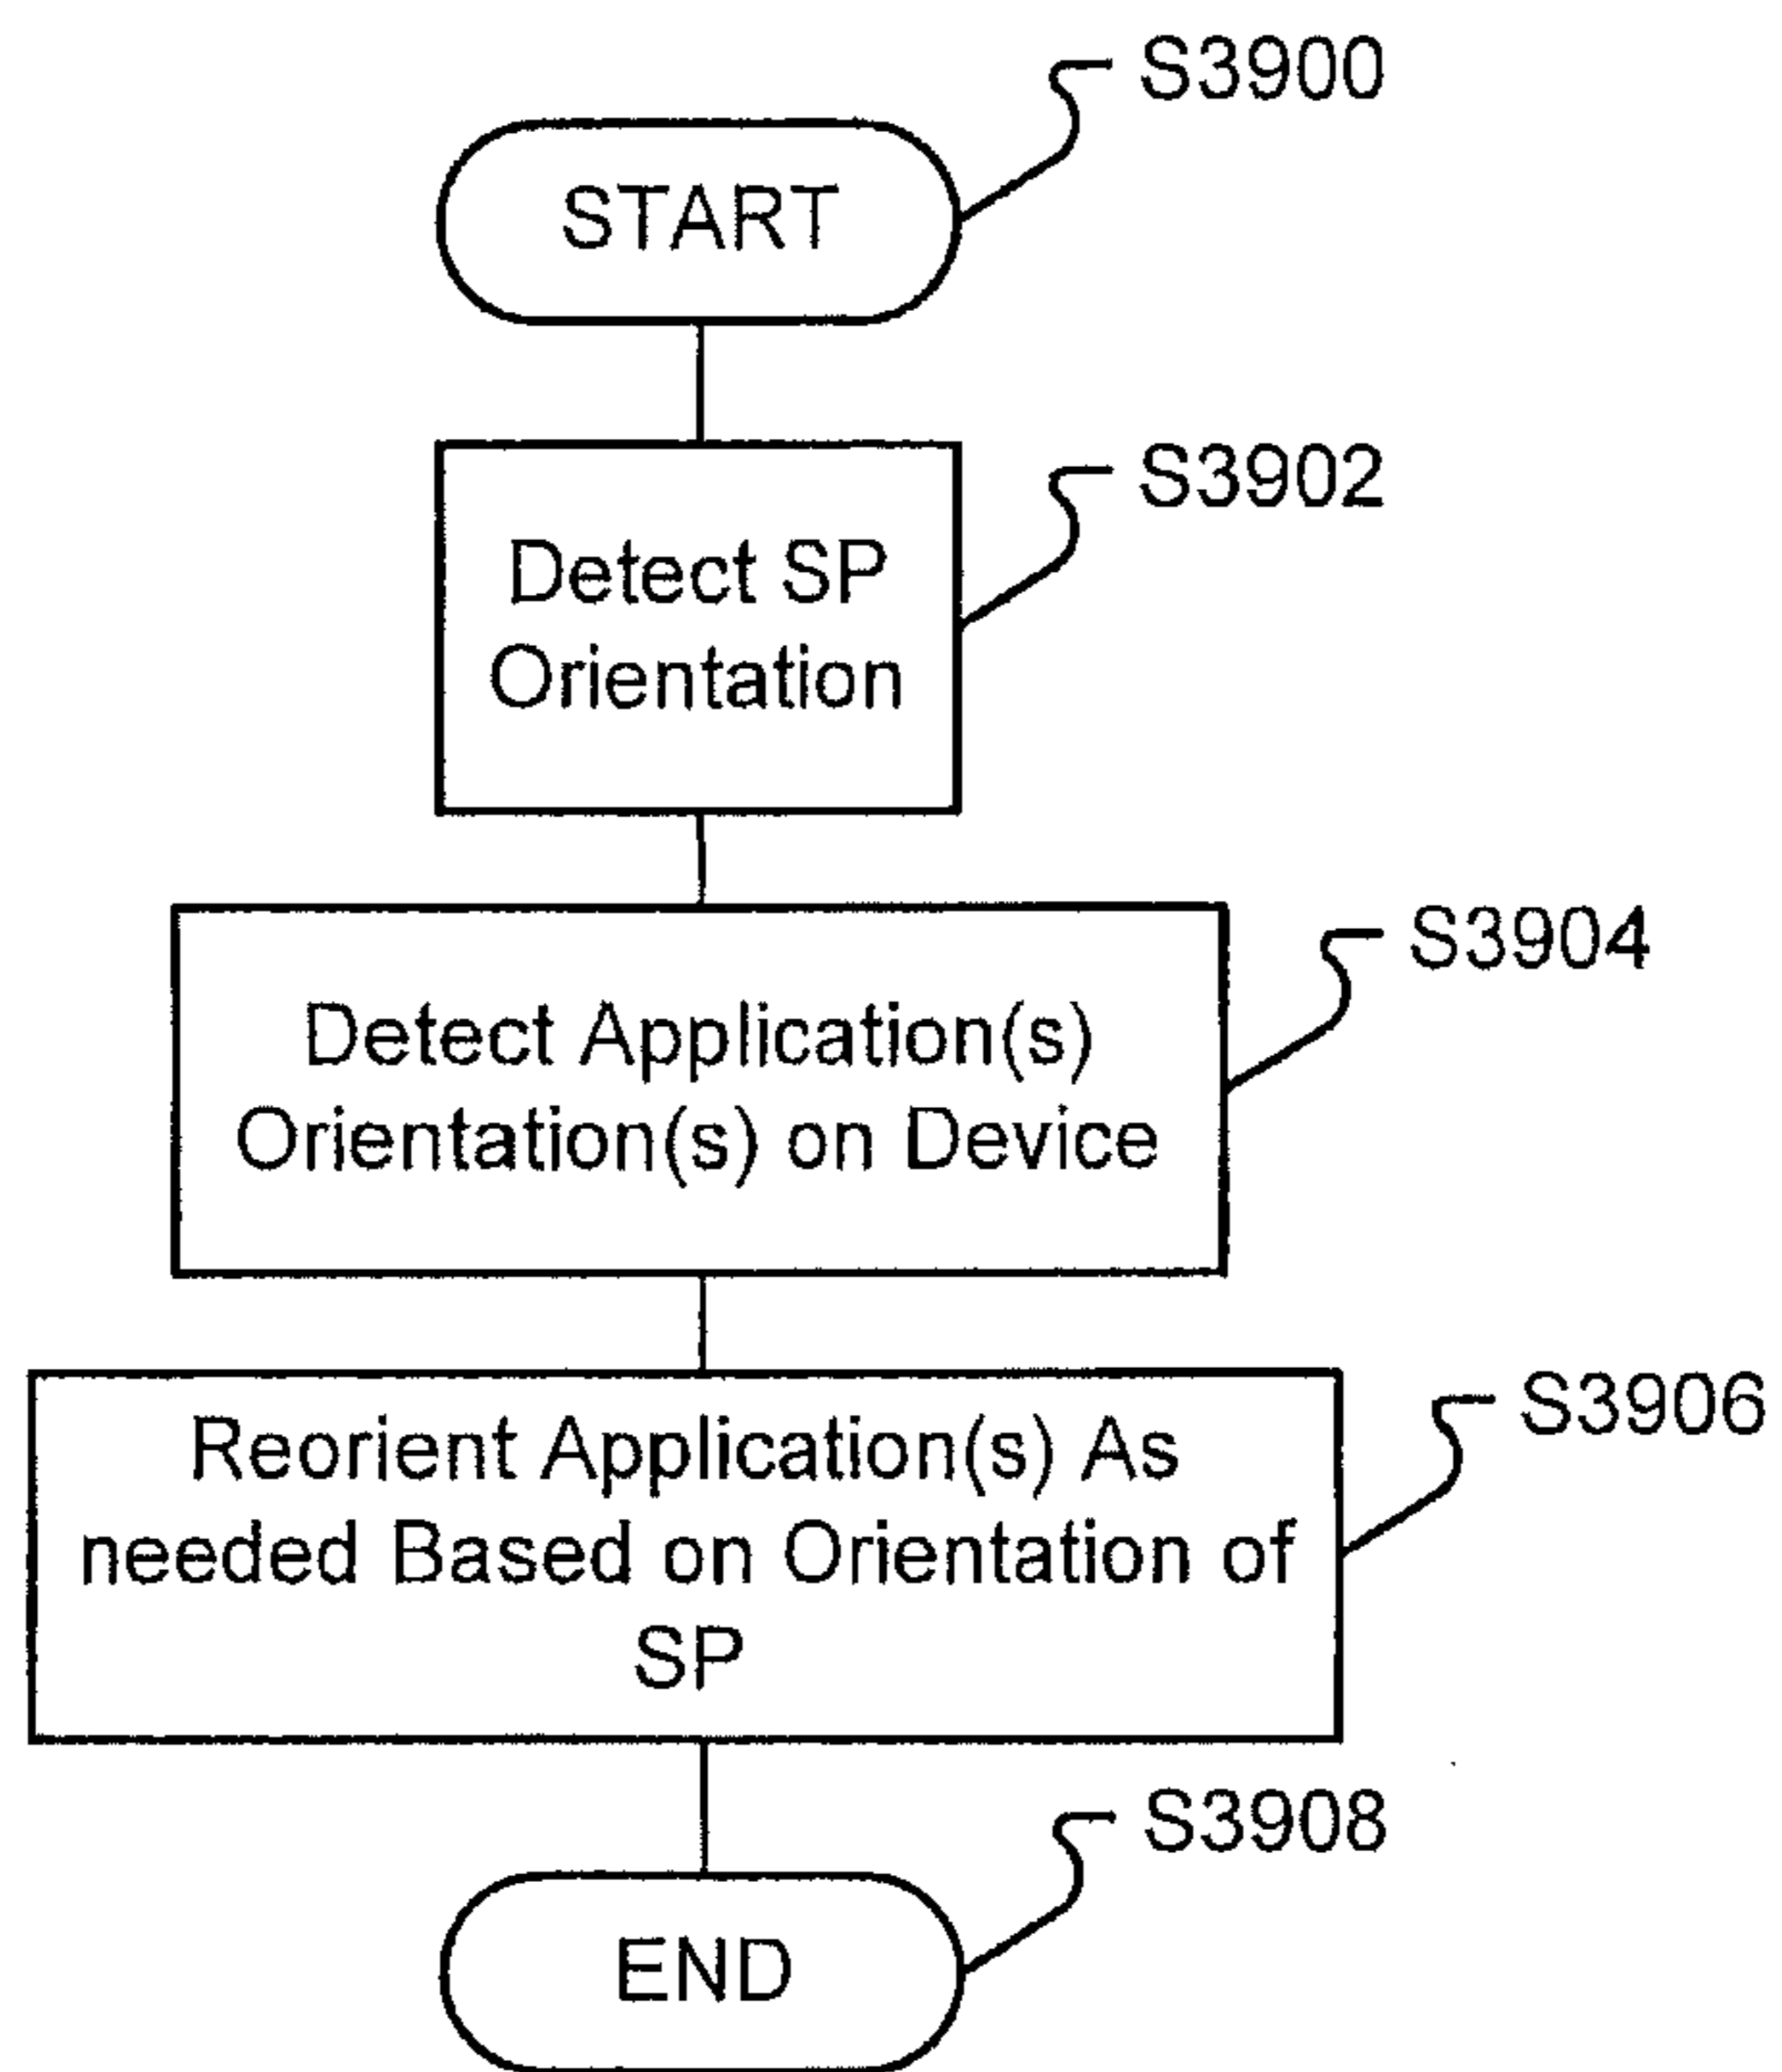 S3900
START
S3902
Detect SP
Orientation
S3904
Detect Application(s)
Orientation(s) on Device
S3906
Reorient Application(s) As
needed Based on Orientation of
SP
S3908
END